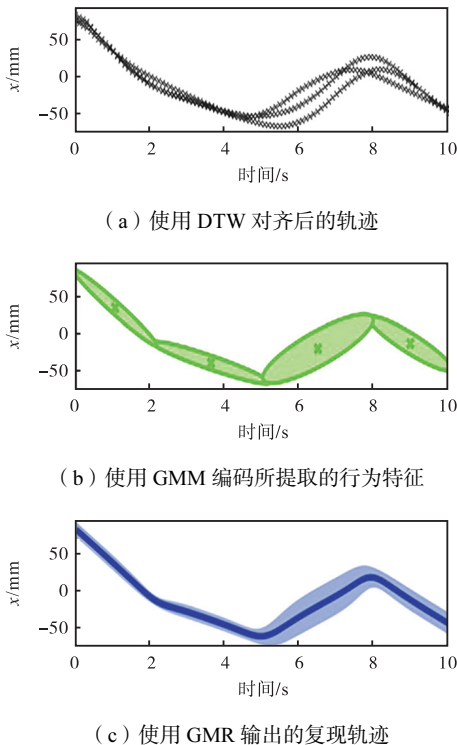 50
0
−50
x/mm
0 2 4 6 8 10
时间/s
（a）使用 DTW 对齐后的轨迹
50
0
−50
x/mm
0 2 4 6 8 10
时间/s
（b）使用 GMM 编码所提取的行为特征
50
0
−50
x/mm
0 2 4 6 8 10
时间/s
（c）使用 GMR 输出的复现轨迹